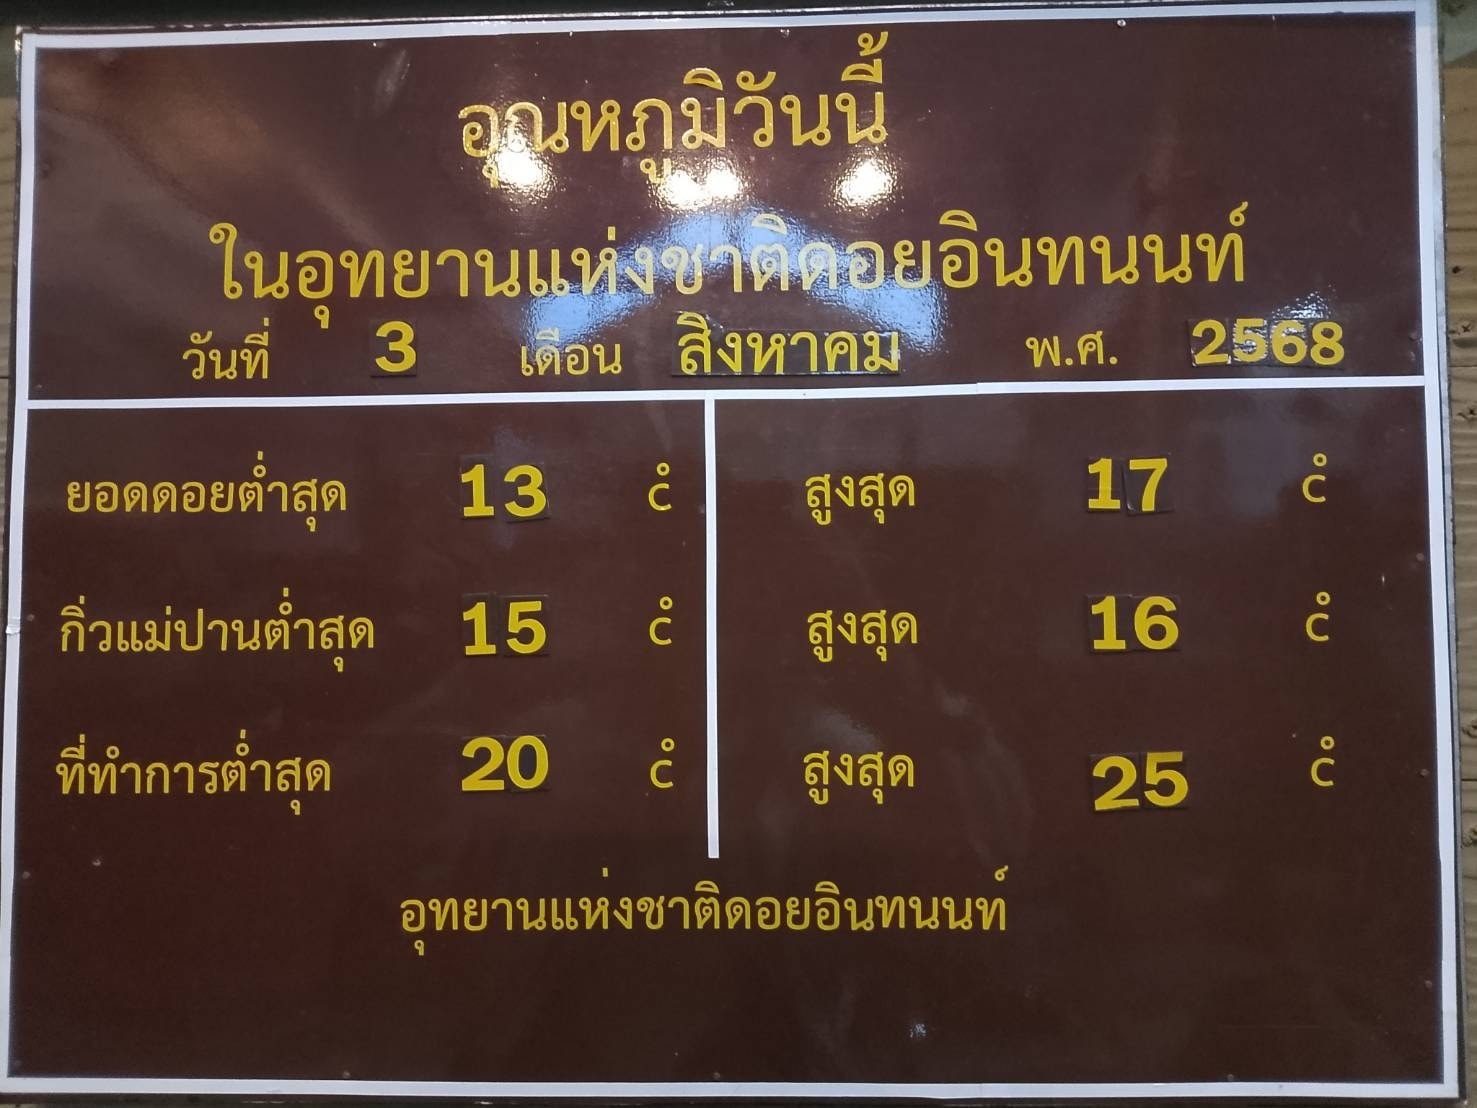 อุณหภูมิวันนี้
ในอุทยานแห่งชาติดอยอินทนนท์
วันที่ 3 เดือน สิงหาคม พ.ศ. 2568
ยอดดอยต่ำสุด 13 C° สูงสุด 17 C°
กิ่วแม่ปานต่ำสุด 15 C° สูงสุด 16 C°
ที่ทำการต่ำสุด 20 C° สูงสุด 25 C°
อุทยานแห่งชาติดอยอินทนนท์